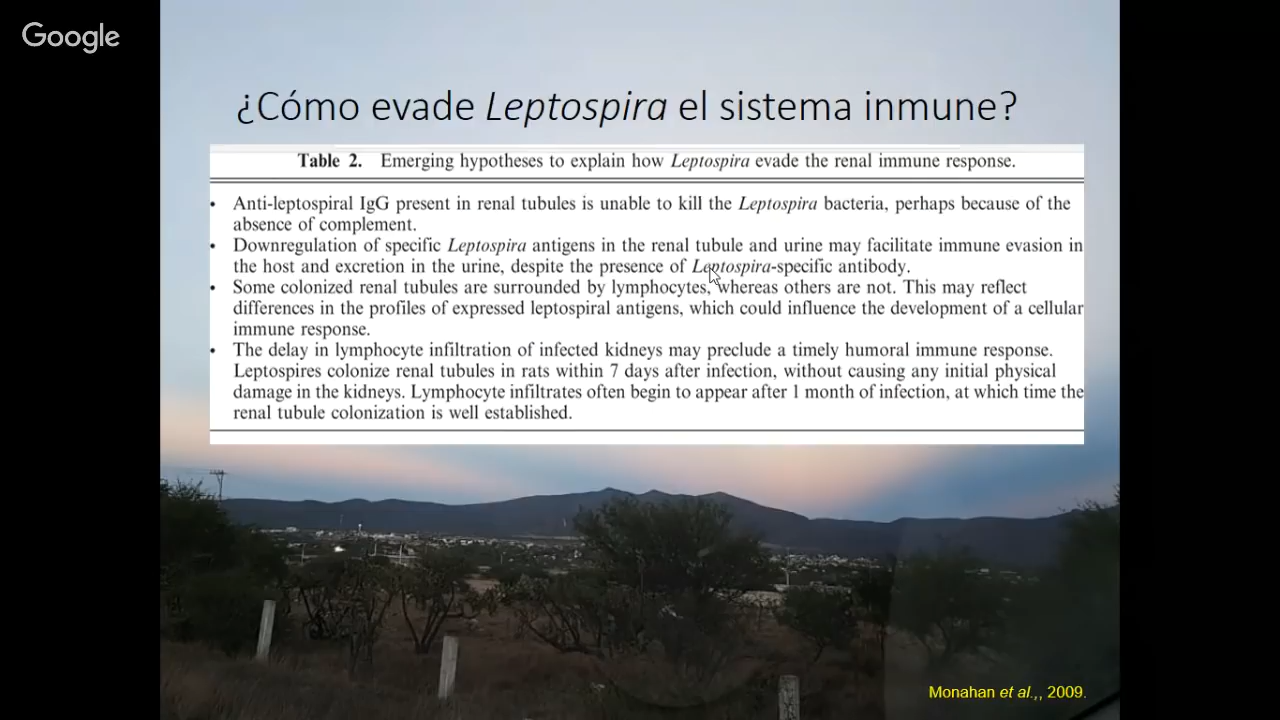 Google
¿Cómo evade Leptospira el sistema inmune?
Table 2. Emerging hypotheses to explain how Leptospira evade the renal immune response.
• Anti-leptospiral IgG present in renal tubules is unable to kill the Leptospira bacteria, perhaps because of the
absence of complement.
• Downregulation of specific Leptospira antigens in the renal tubule and urine may facilitate immune evasion in
the host and excretion in the urine, despite the presence of Leptospira-specific antibody.
• Some colonized renal tubules are surrounded by lymphocytes, whereas others are not. This may reflect
differences in the profiles of expressed leptospiral antigens, which could influence the development of a cellular
immune response.
• The delay in lymphocyte infiltration of infected kidneys may preclude a timely humoral immune response.
Leptospires colonize renal tubules in rats within 7 days after infection, without causing any initial physical
damage in the kidneys. Lymphocyte infiltrates often begin to appear after 1 month of infection, at which time the
renal tubule colonization is well established.
Monahan et al.,, 2009.